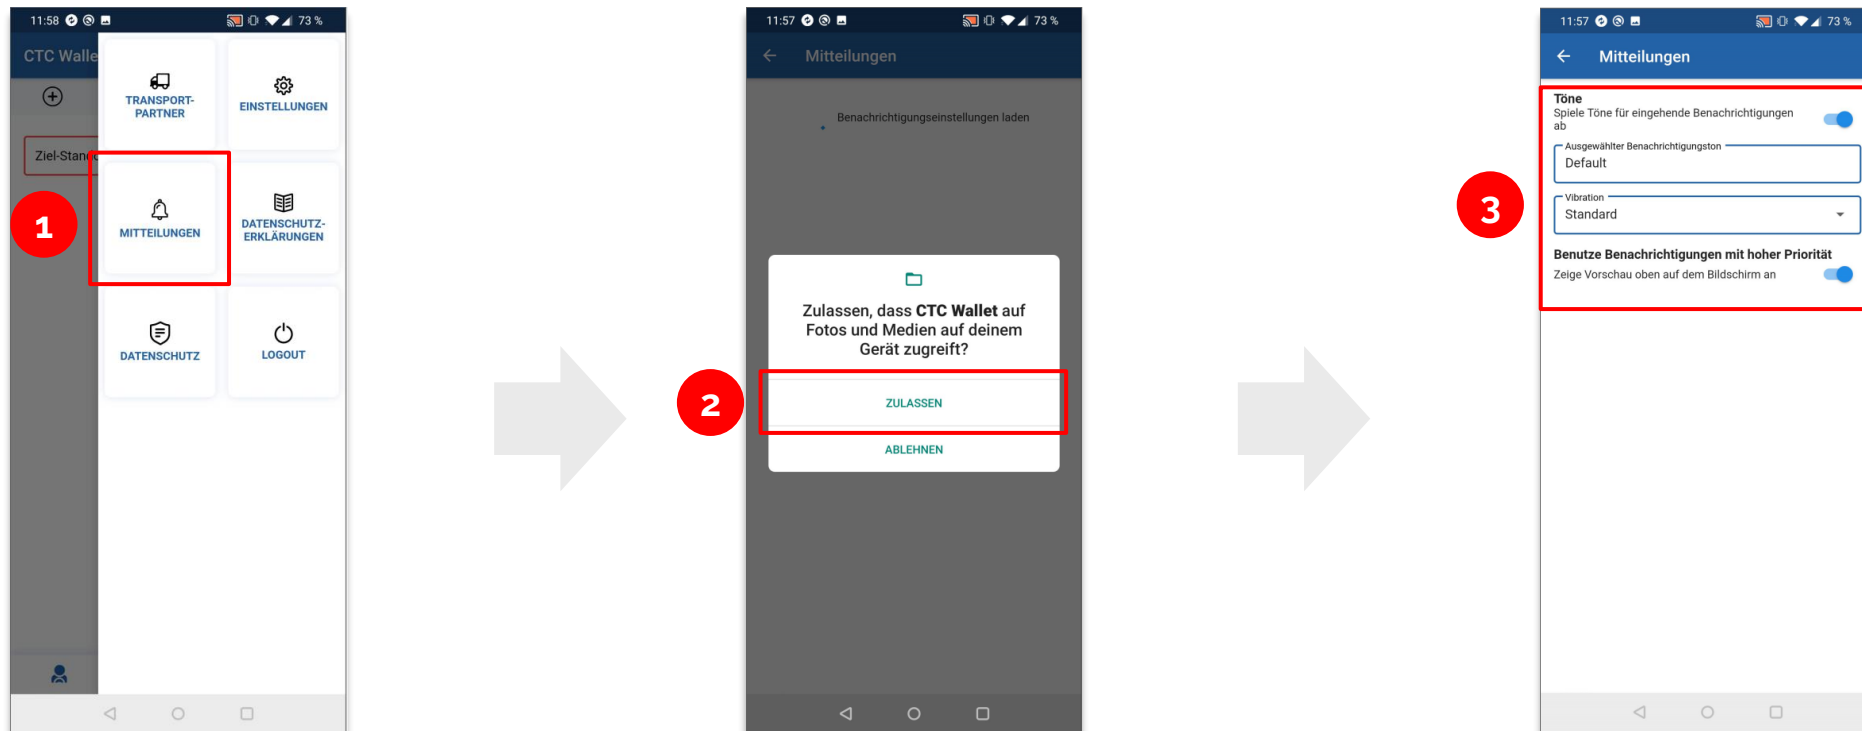 11:58
73 %
CTC Walle
TRANSPORT-
PARTNER
EINSTELLUNGEN
Ziel-Stando
1
MITTEILUNGEN
DATENSCHUTZ-
ERKLÄRUNGEN
DATENSCHUTZ
LOGOUT
11:57
73 %
Mitteilungen
Benachrichtigungseinstellungen laden
Zulassen, dass CTC Wallet auf
Fotos und Medien auf deinem
Gerät zugreift?
2
ZULASSEN
ABLEHNEN
11:57
73 %
Mitteilungen
3
Töne
Spiele Töne für eingehende Benachrichtigungen
ab
Ausgewählter Benachrichtigungston
Default
Vibration
Standard
Benutze Benachrichtigungen mit hoher Priorität
Zeige Vorschau oben auf dem Bildschirm an